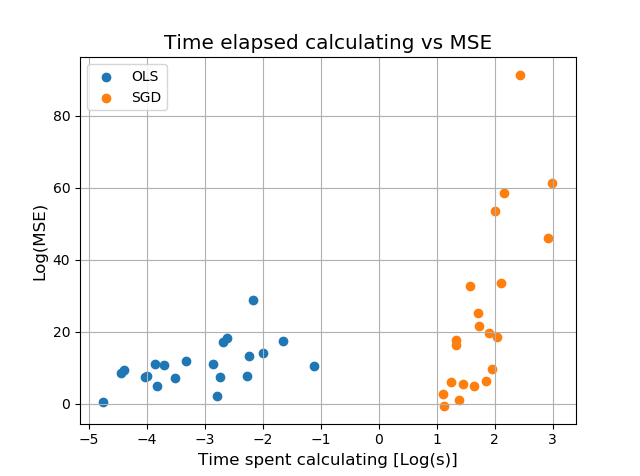 Time elapsed calculating vs MSE
OLS
SGD
80
60
40
20
0
Log(MSE)
−5 −4 −3 −2 −1 0 1 2 3
Time spent calculating [Log(s)]